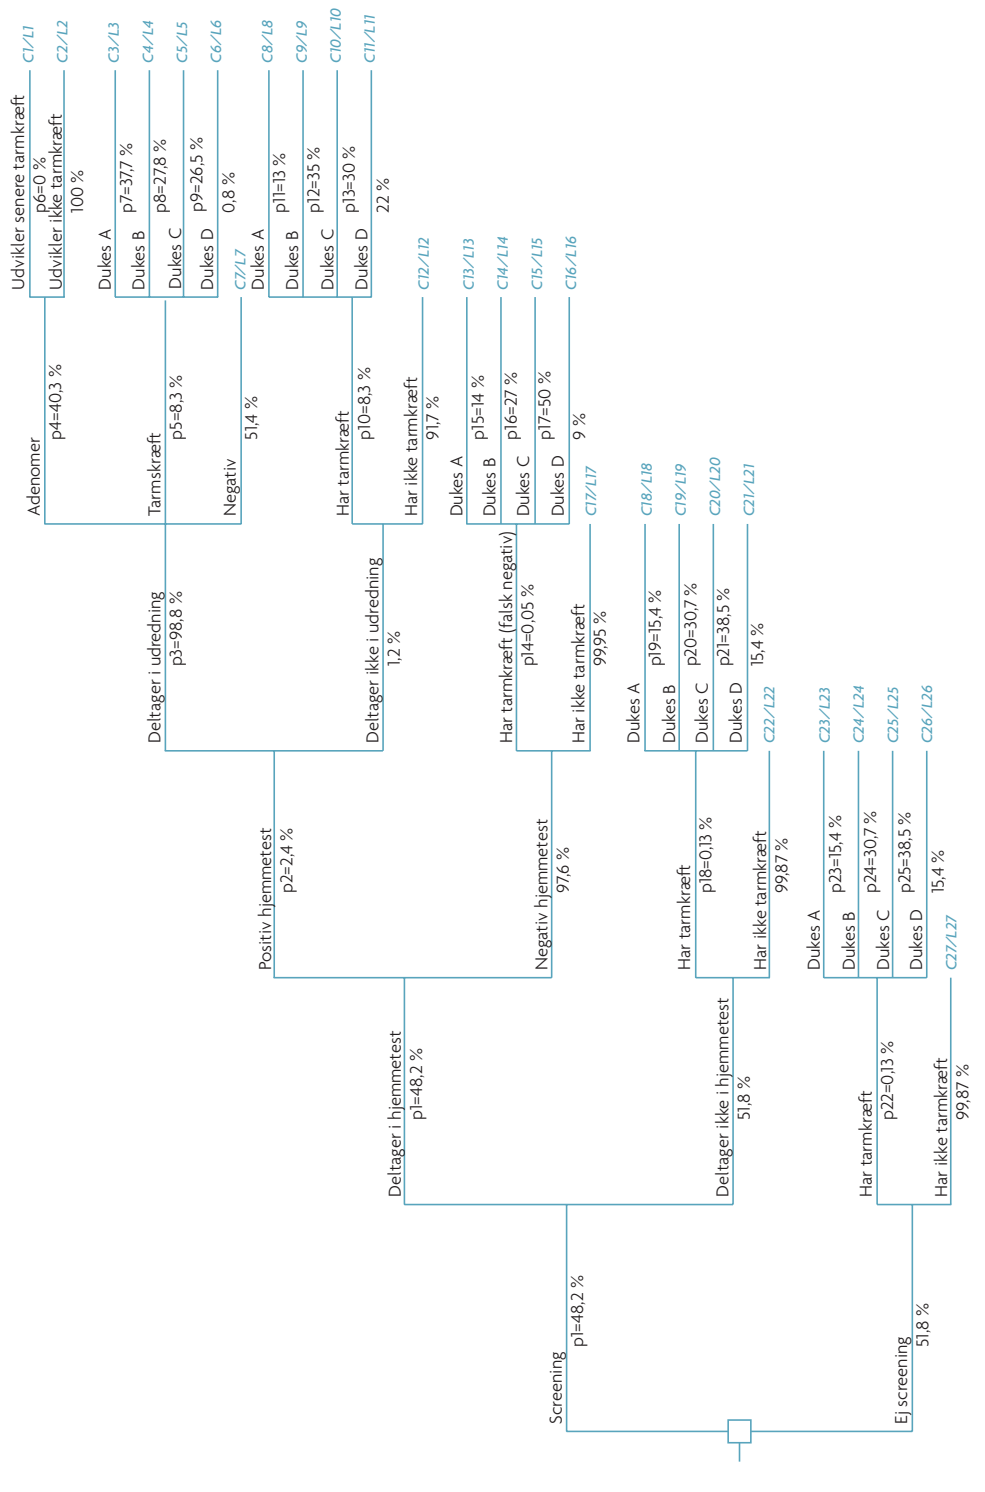 Screening
p1=48,2 %
Deltager i hjemmetest
p1=48,2 %
Positiv hjemmetest
p2=2,4 %
Deltager i udredning
p3=98,8 %
Adenomer
p4=40,3 %
Udvikler senere tarmkræft
p6=0 %
C1/L1
Udvikler ikke tarmkræft
100 %
C2/L2
Tarmskræft
p5=8,3 %
Dukes A
p7=37,7 %
C3/L3
Dukes B
p8=27,8 %
C4/L4
Dukes C
p9=26,5 %
C5/L5
Dukes D
0,8 %
C6/L6
Negativ
51,4 %
C7/L7
Deltager ikke i udredning
1,2 %
Har tarmkræft
p10=8,3 %
Dukes A
p11=13 %
C8/L8
Dukes B
p12=35 %
C9/L9
Dukes C
p13=30 %
C10/L10
Dukes D
22 %
C11/L11
Har ikke tarmkræft
91,7 %
C12/L12
Negativ hjemmetest
97,6 %
Har tarmkræft (falsk negativ)
p14=0,05 %
Dukes A
p15=14 %
C13/L13
Dukes B
p16=27 %
C14/L14
Dukes C
p17=50 %
C15/L15
Dukes D
9 %
C16/L16
Har ikke tarmkræft
99,95 %
C17/L17
Deltager ikke i hjemmetest
51,8 %
Har tarmkræft
p18=0,13 %
Dukes A
p19=15,4 %
C18/L18
Dukes B
p20=30,7 %
C19/L19
Dukes C
p21=38,5 %
C20/L20
Dukes D
15,4 %
C21/L21
Har ikke tarmkræft
99,87 %
C22/L22
Ej screening
51,8 %
Har tarmkræft
p22=0,13 %
Dukes A
p23=15,4 %
C23/L23
Dukes B
p24=30,7 %
C24/L24
Dukes C
p25=38,5 %
C25/L25
Dukes D
15,4 %
C26/L26
Har ikke tarmkræft
99,87 %
C27/L27